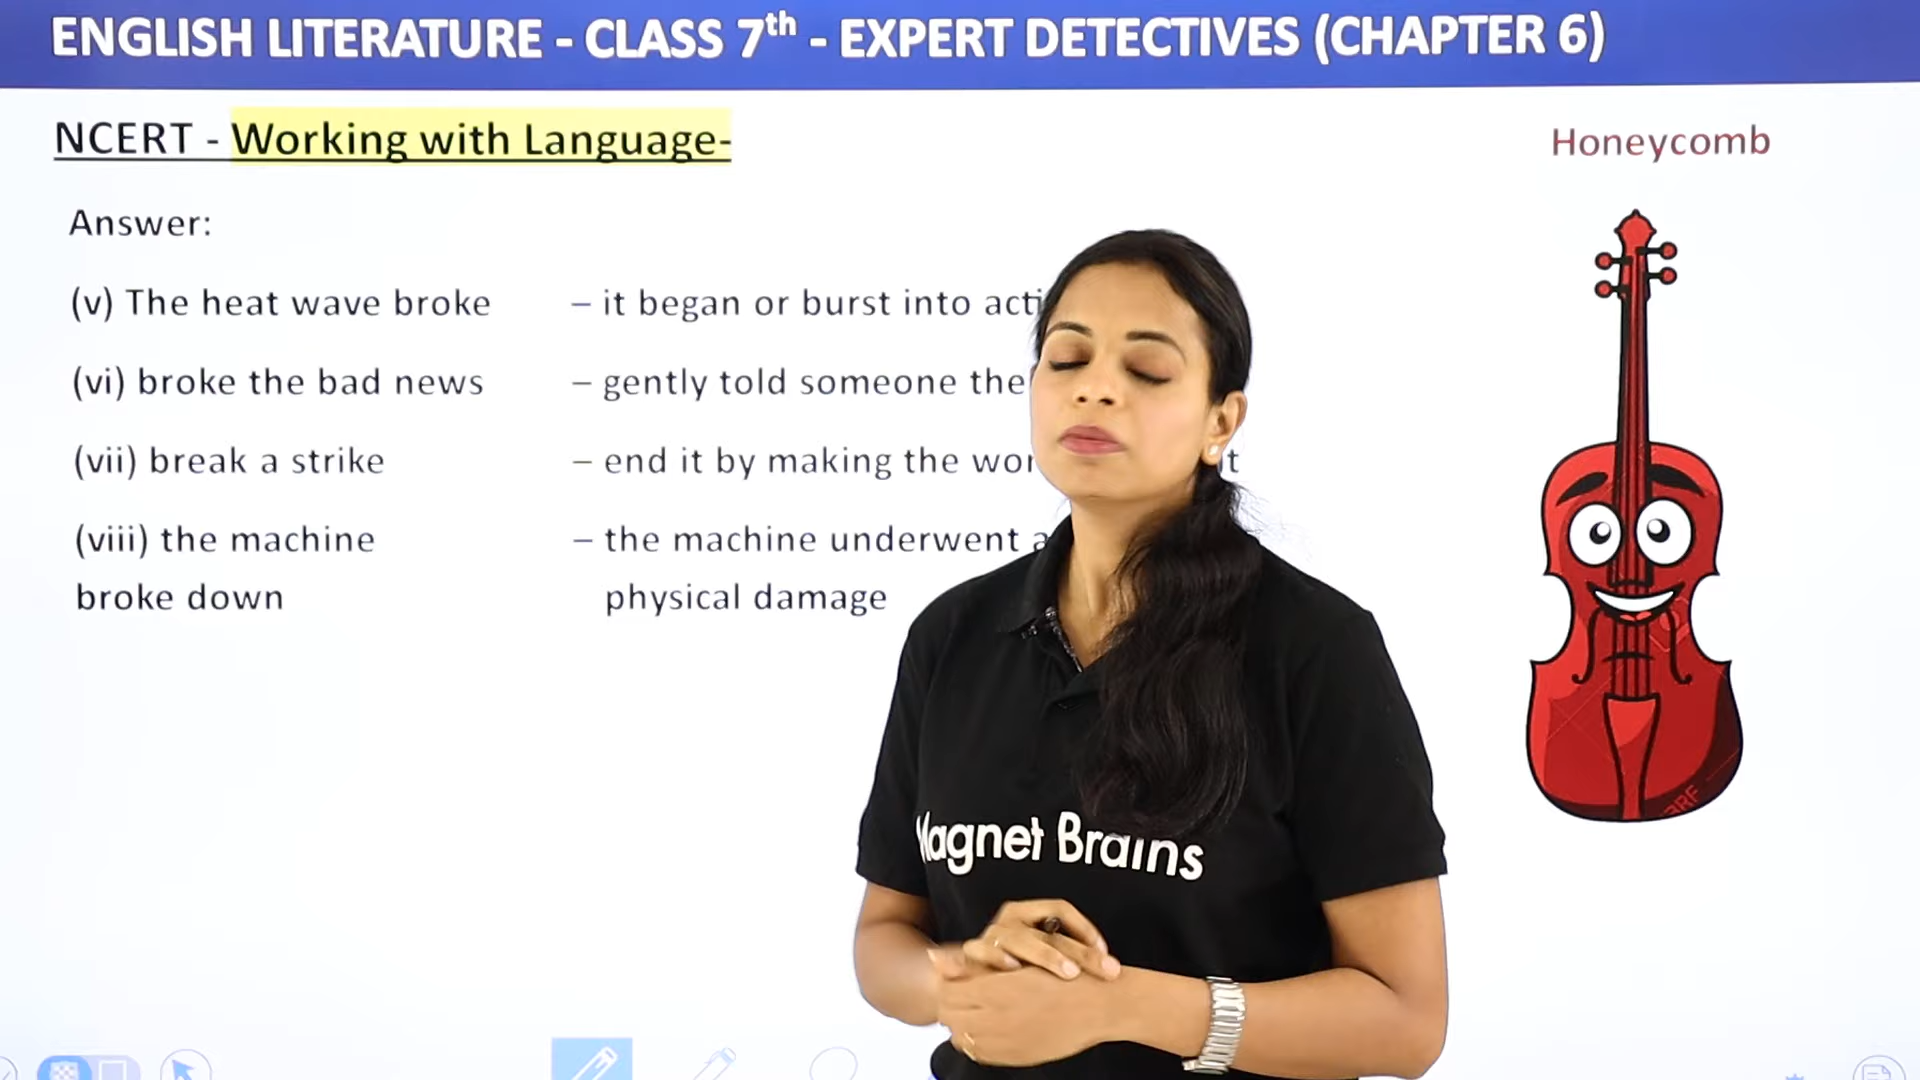 ENGLISH LITERATURE - CLASS 7th - EXPERT DETECTIVES (CHAPTER 6)
NCERT - Working with Language-
Honeycomb
Answer:
(v) The heat wave broke – it began or burst into
(vi) broke the bad news – gently told someone the
(vii) break a strike – end it by making the
(viii) the machine – the machine underwent a
broke down physical damage
Magnet Brains